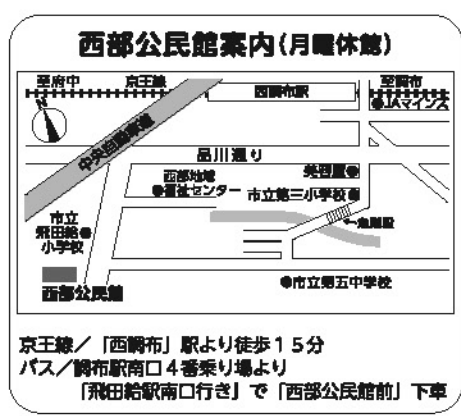 西部公民館案内(月曜休館)
至府中
京王線
西調布駅
至調布
N
●JAマインズ
中央自動車道
品川通り
西部地域
●福祉センター
市立第三小学校●
市立
飛田給●
小学校
西部公民館
●市立第五中学校
京王線/「西調布」駅より徒歩15分
バス/調布駅南口4番乗り場より
「飛田給駅南口行き」で「西部公民館前」下車